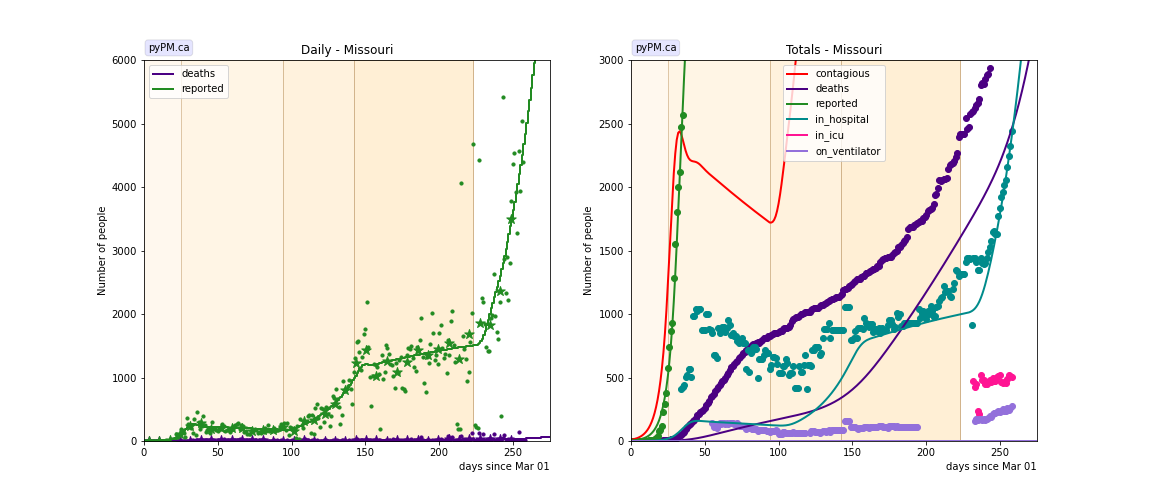 pyPM.ca
Daily - Missouri
deaths
reported
6000
5000
4000
3000
2000
1000
0
Number of people
0
50
100
150
200
250
days since Mar 01
pyPM.ca
Totals - Missouri
contagious
deaths
reported
in_hospital
in_icu
on_ventilator
3000
2500
2000
1500
1000
500
0
Number of people
0
50
100
150
200
250
days since Mar 01